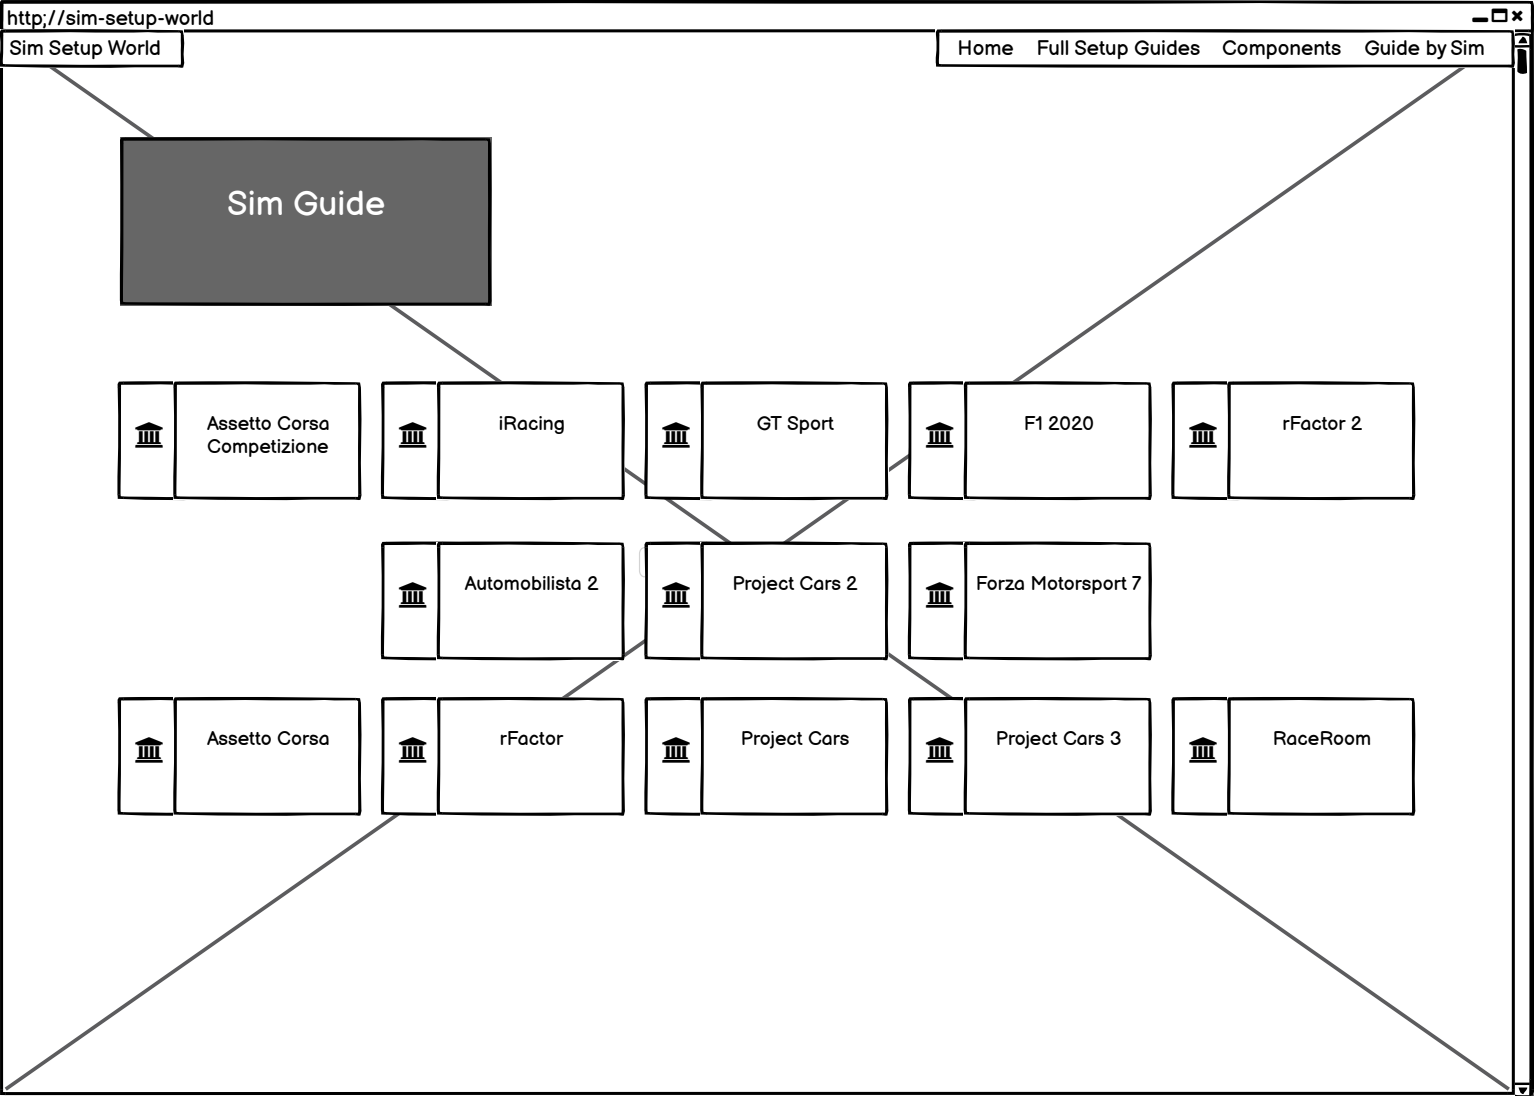 http;//sim-setup-world
Sim Setup World
Home Full Setup Guides Components Guide by Sim
Sim Guide
Assetto Corsa
Competizione
iRacing
GT Sport
F1 2020
rFactor 2
Automobilista 2
Project Cars 2
Forza Motorsport 7
Assetto Corsa
rFactor
Project Cars
Project Cars 3
RaceRoom